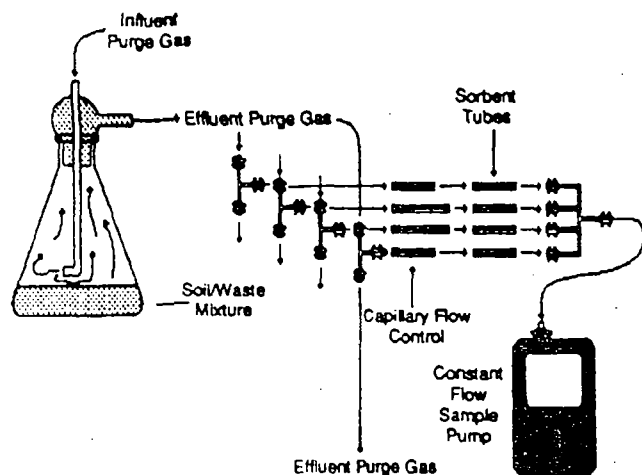 Influent
Purge Gas
Effluent Purge Gas
Sorbent
Tubes
Soil/Waste
Mixture
Capillary Flow
Control
Constant
Flow
Sample
Pump
Effluent Purge Gas